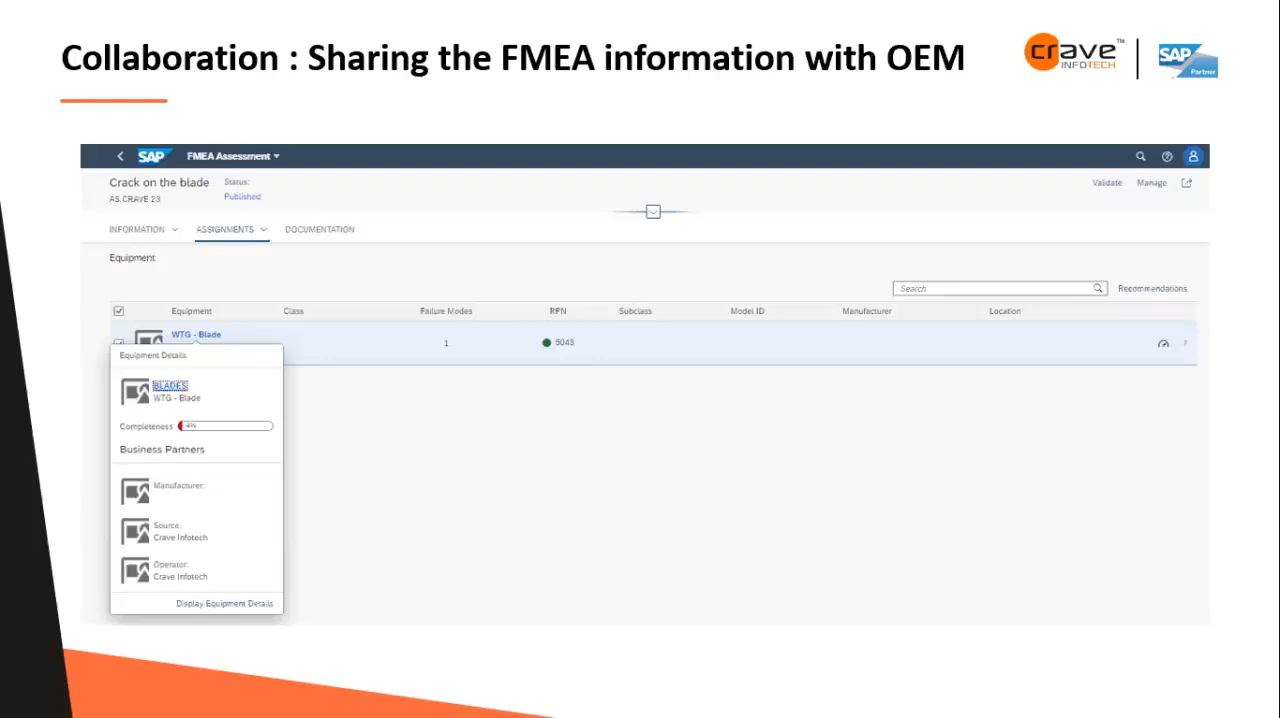 Collaboration : Sharing the FMEA information with OEM
crave™
INFOTECH
SAP
Partner
SAP
FMEA Assessment
Crack on the blade
Status:
Validate
Manage
AS.CRAVE.23
Published
INFORMATION
ASSIGNMENTS
DOCUMENTATION
Equipment
Search
Recommendations
Equipment
Class
Failure Modes
RPN
Subclass
Model ID
Manufacturer
Location
WTG - Blade
1
5043
Equipment Details
BLADES
WTG - Blade
Completeness
Business Partners
Manufacturer:
Source:
Crave Infotech
Operator:
Crave Infotech
Display Equipment Details